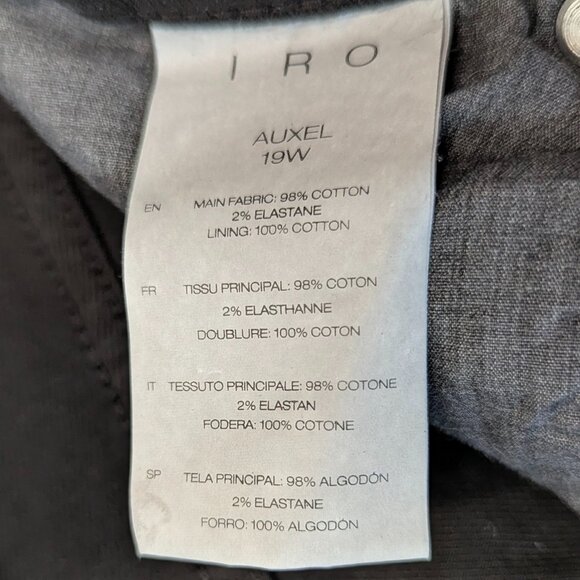 IRO
AUXEL
19W
EN MAIN FABRIC: 98% COTTON
2% ELASTANE
LINING: 100% COTTON
FR TISSU PRINCIPAL: 98% COTON
2% ELASTHANNE
DOUBLURE: 100% COTON
IT TESSUTO PRINCIPALE: 98% COTONE
2% ELASTAN
FODERA: 100% COTONE
SP TELA PRINCIPAL: 98% ALGODÓN
2% ELASTANE
FORRO: 100% ALGODÓN